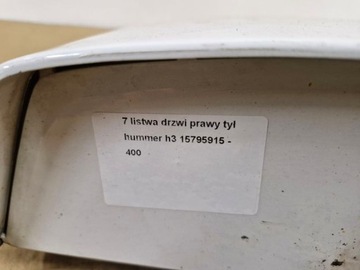 7 listwa drzwi prawy tył
hummer h3 15795915 -
400